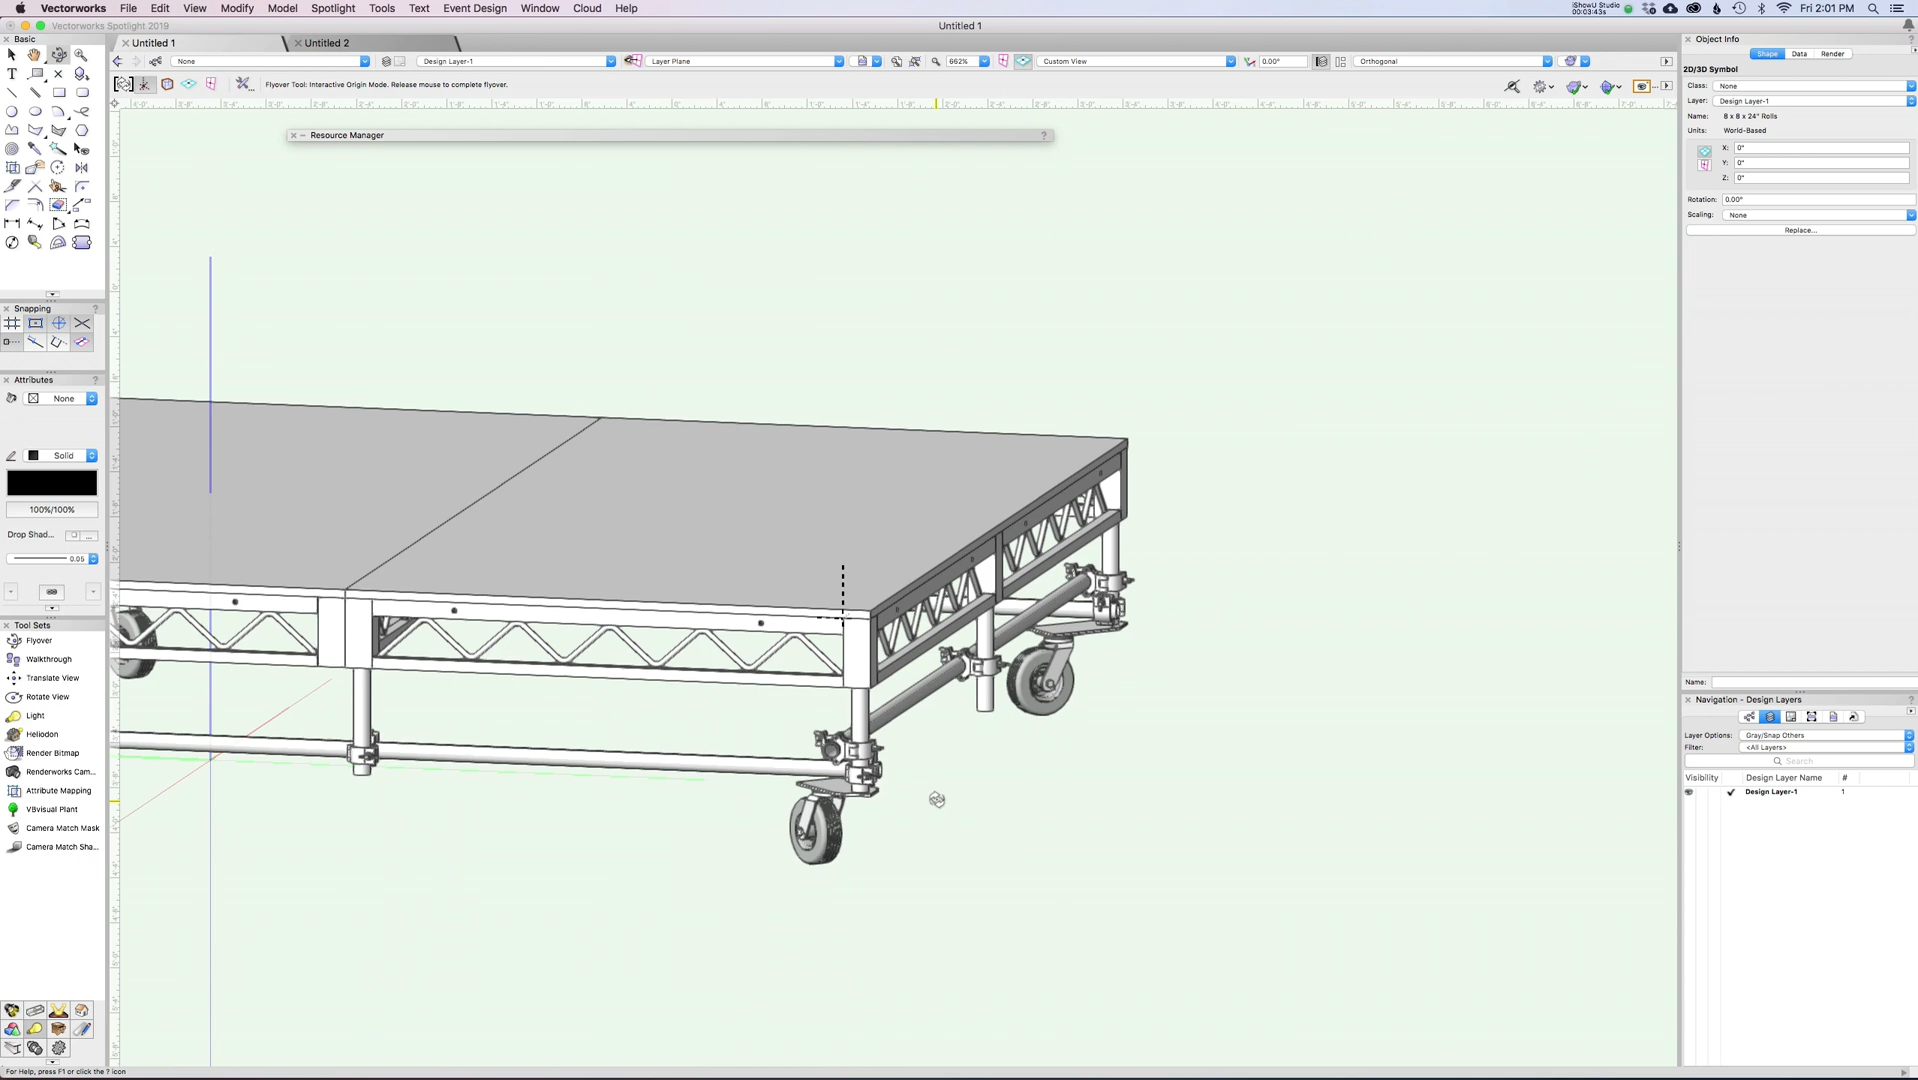 Vectorworks File Edit View Modify Model Spotlight Tools Text Event Design Window Cloud Help
iShowU Studio
00:03:43s
Fri 2:01 PM
Vectorworks Spotlight 2019
Untitled 1
Basic
Untitled 1
Untitled 2
None
Design Layer-1
Layer Plane
662%
Custom View
0.00°
Orthogonal
Flyover Tool: Interactive Origin Mode. Release mouse to complete flyover.
Resource Manager
?
Snapping
?
Attributes
?
None
Solid
100%/100%
Drop Shad...
...
0.05
Tool Sets
Flyover
Walkthrough
Translate View
Rotate View
Light
Heliodon
Render Bitmap
Renderworks Cam...
Attribute Mapping
VBvisual Plant
Camera Match Mask
Camera Match Sha...
For Help, press F1 or click the ? icon
Object Info
?
Shape Data Render
2D/3D Symbol
Class: None
Layer: Design Layer-1
Name: 8 x 8 x 24" Rolls
Units: World-Based
X: 0"
Y: 0"
Z: 0"
Rotation: 0.00°
Scaling: None
Replace...
Name:
Navigation - Design Layers
?
Layer Options: Gray/Snap Others
Filter: <All Layers>
Search
Visibility Design Layer Name #
Design Layer-1 1